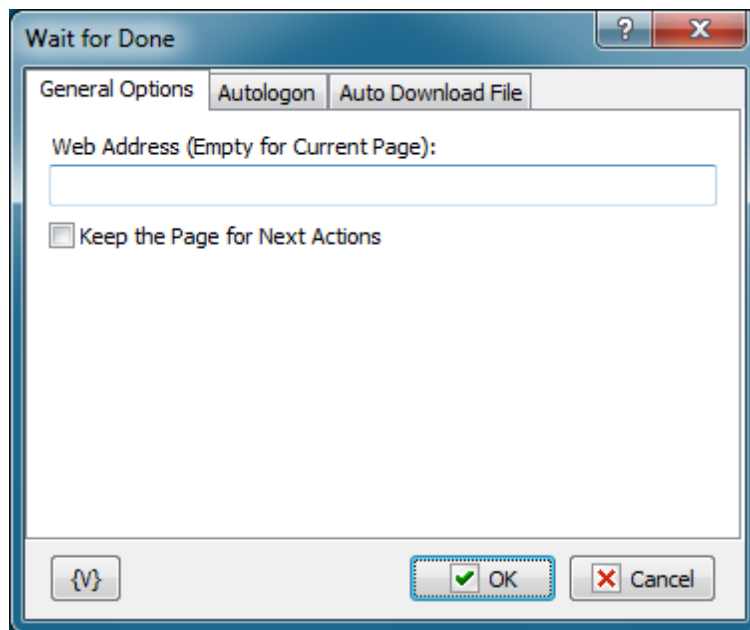 Wait for Done
?
General Options Autologon Auto Download File
Web Address (Empty for Current Page):
Keep the Page for Next Actions
{V} OK Cancel